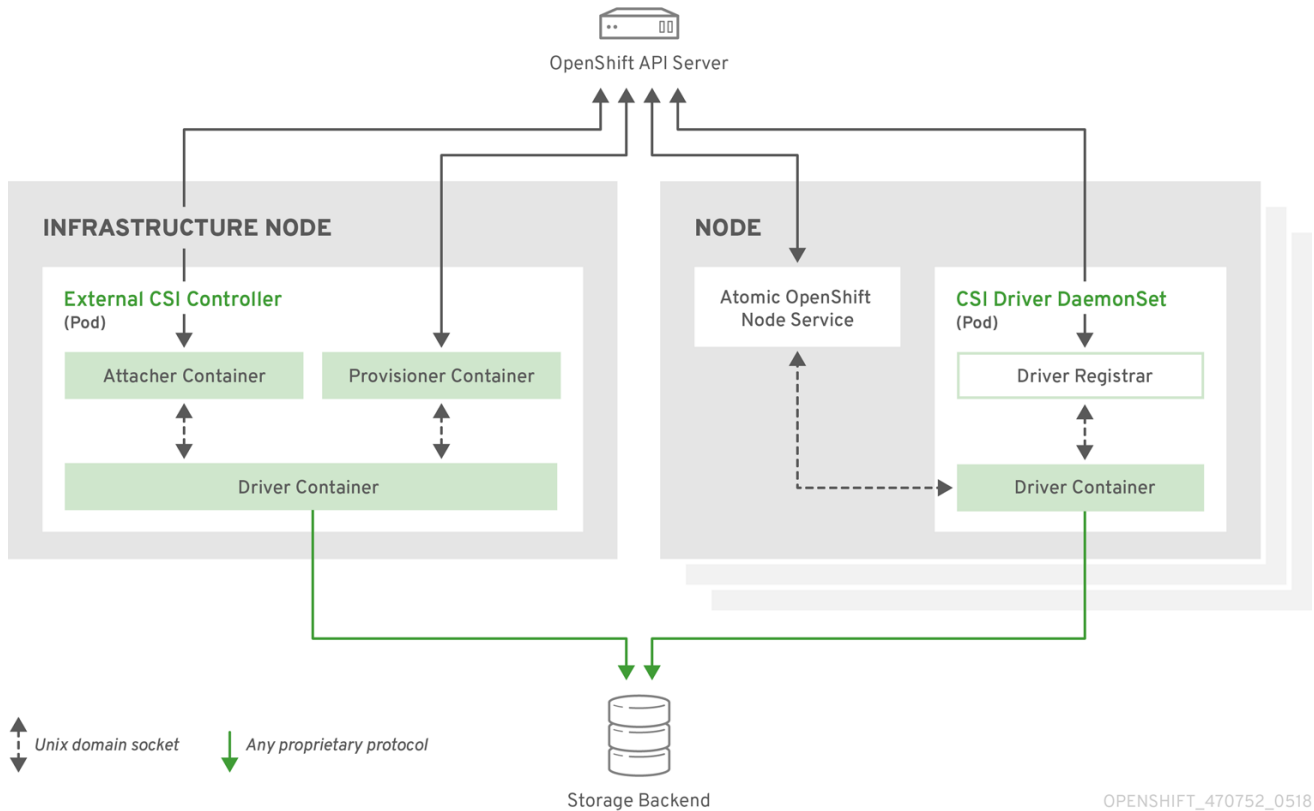 OpenShift API Server
INFRASTRUCTURE NODE
External CSI Controller
(Pod)
Attacher Container
Provisioner Container
Driver Container
NODE
Atomic OpenShift
Node Service
CSI Driver DaemonSet
(Pod)
Driver Registrar
Driver Container
Unix domain socket
Any proprietary protocol
Storage Backend
OPENSHIFT_470752_0518